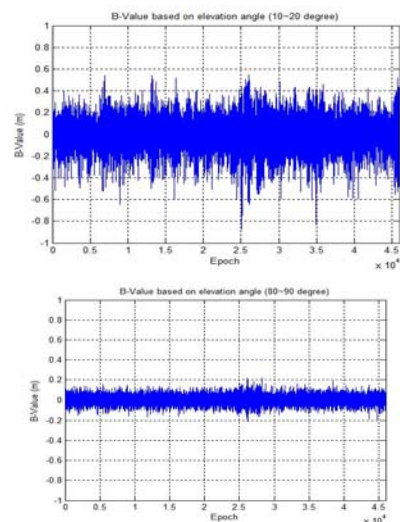 B-Value based on elevation angle (10~20 degree)
1
0.8
0.6
0.4
0.2
0
-0.2
-0.4
-0.6
-0.8
-1
B-Value (m)
0 0.5 1 1.5 2 2.5 3 3.5 4 4.5
Epoch
x 10⁴
B-Value based on elevation angle (80~90 degree)
1
0.8
0.6
0.4
0.2
0
-0.2
-0.4
-0.6
-0.8
-1
B-Value (m)
0 0.5 1 1.5 2 2.5 3 3.5 4 4.5
Epoch
x 10⁴